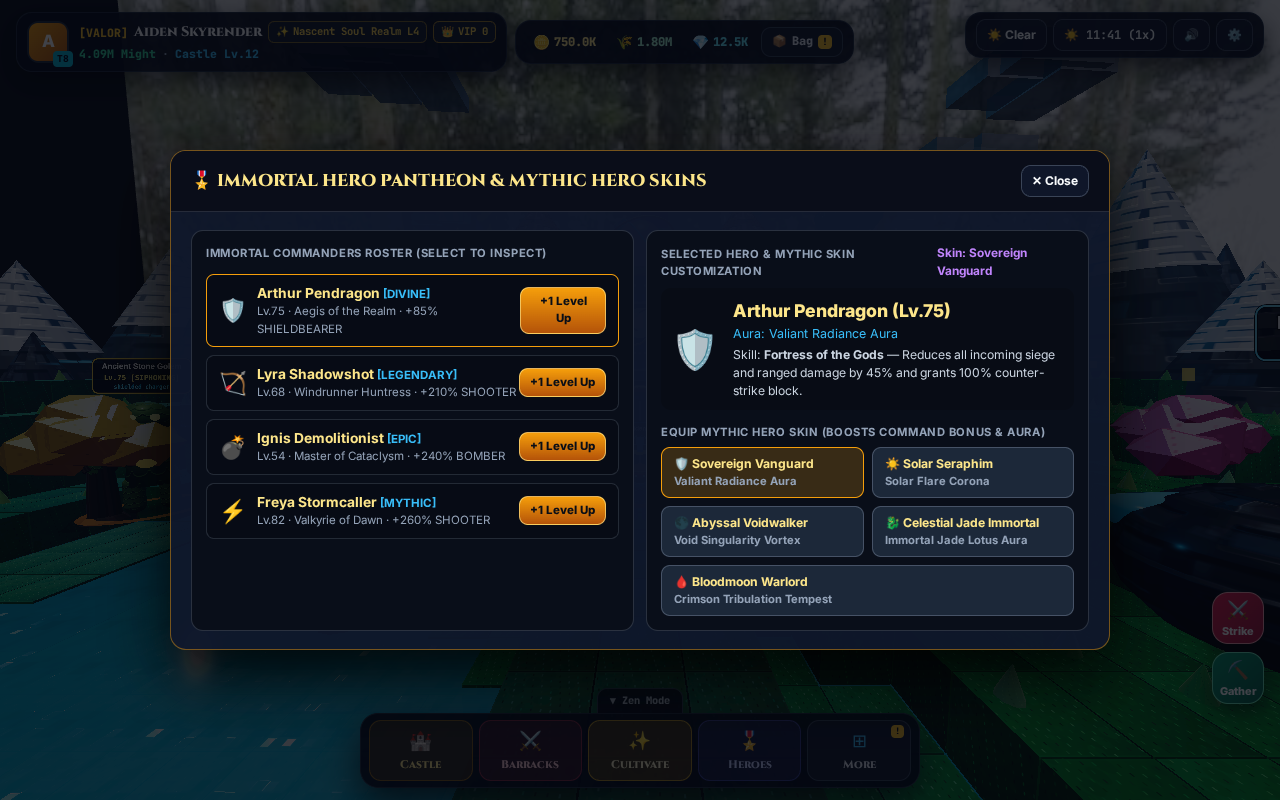 A
T8
[VALOR] Aiden Skyrender
✨ Nascent Soul Realm L4
👑 VIP 0
4.09M Might · Castle Lv.12
750.0K
1.80M
12.5K
Bag !
Clear
11:41 (1x)
🎖️ Immortal Hero Pantheon & Mythic Hero Skins
✕ Close
IMMORTAL COMMANDERS ROSTER (SELECT TO INSPECT)
Arthur Pendragon [DIVINE]
Lv.75 · Aegis of the Realm · +85%
SHIELDBEARER
+1 Level
Up
Lyra Shadowshot [LEGENDARY]
Lv.68 · Windrunner Huntress · +210% SHOOTER
+1 Level Up
Ignis Demolitionist [EPIC]
Lv.54 · Master of Cataclysm · +240% BOMBER
+1 Level Up
Freya Stormcaller [MYTHIC]
Lv.82 · Valkyrie of Dawn · +260% SHOOTER
+1 Level Up
SELECTED HERO & MYTHIC SKIN
CUSTOMIZATION
Skin: Sovereign
Vanguard
Arthur Pendragon (Lv.75)
Aura: Valiant Radiance Aura
Skill: Fortress of the Gods — Reduces all incoming siege
and ranged damage by 45% and grants 100% counter-
strike block.
EQUIP MYTHIC HERO SKIN (BOOSTS COMMAND BONUS & AURA)
Sovereign Vanguard
Valiant Radiance Aura
Solar Seraphim
Solar Flare Corona
Abyssal Voidwalker
Void Singularity Vortex
Celestial Jade Immortal
Immortal Jade Lotus Aura
Bloodmoon Warlord
Crimson Tribulation Tempest
Ancient Stone
Lv.75
Strike
Gather
▼ Zen Mode
Castle
Barracks
Cultivate
Heroes
More
!